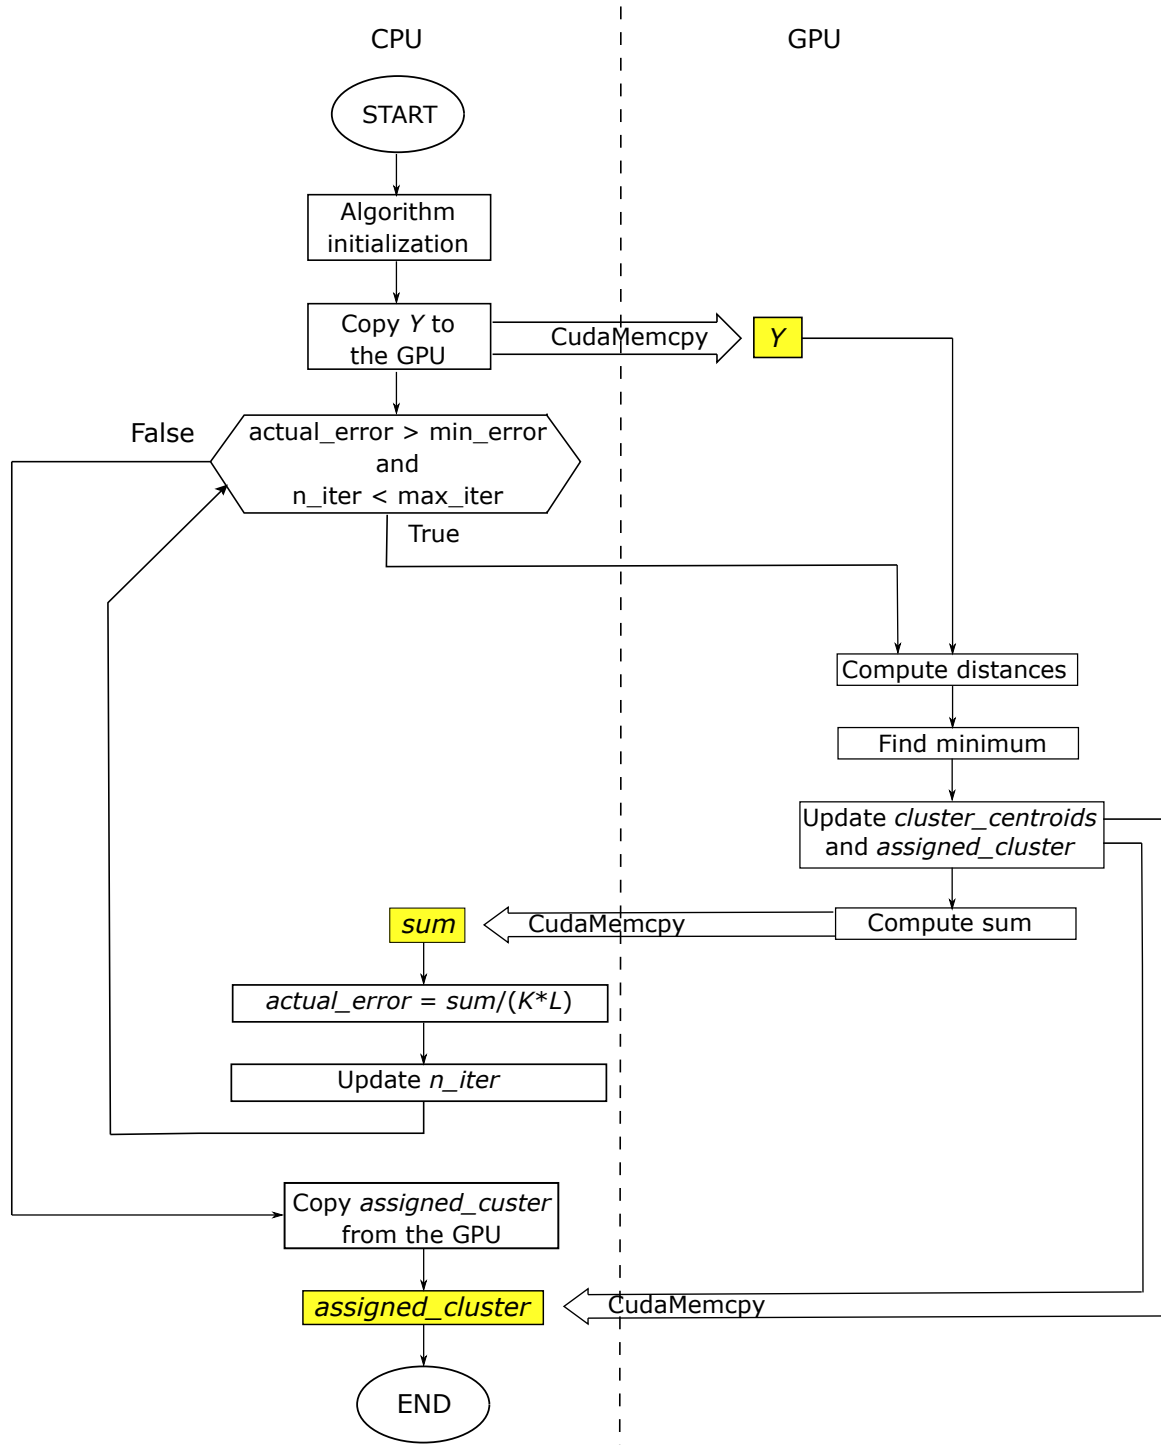 CPU
GPU
START
Algorithm
initialization
Copy Y to
the GPU
CudaMemcpy
Y
False
actual_error > min_error
and
n_iter < max_iter
True
Compute distances
Find minimum
Update cluster_centroids
and assigned_cluster
Compute sum
CudaMemcpy
sum
actual_error = sum/(K*L)
Update n_iter
Copy assigned_custer
from the GPU
assigned_cluster
CudaMemcpy
END